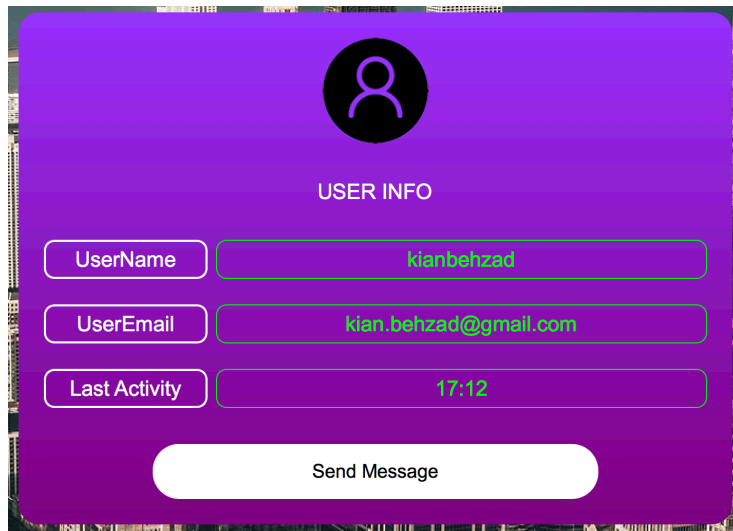 USER INFO
UserName kianbehzad
UserEmail kian.behzad@gmail.com
Last Activity 17:12
Send Message